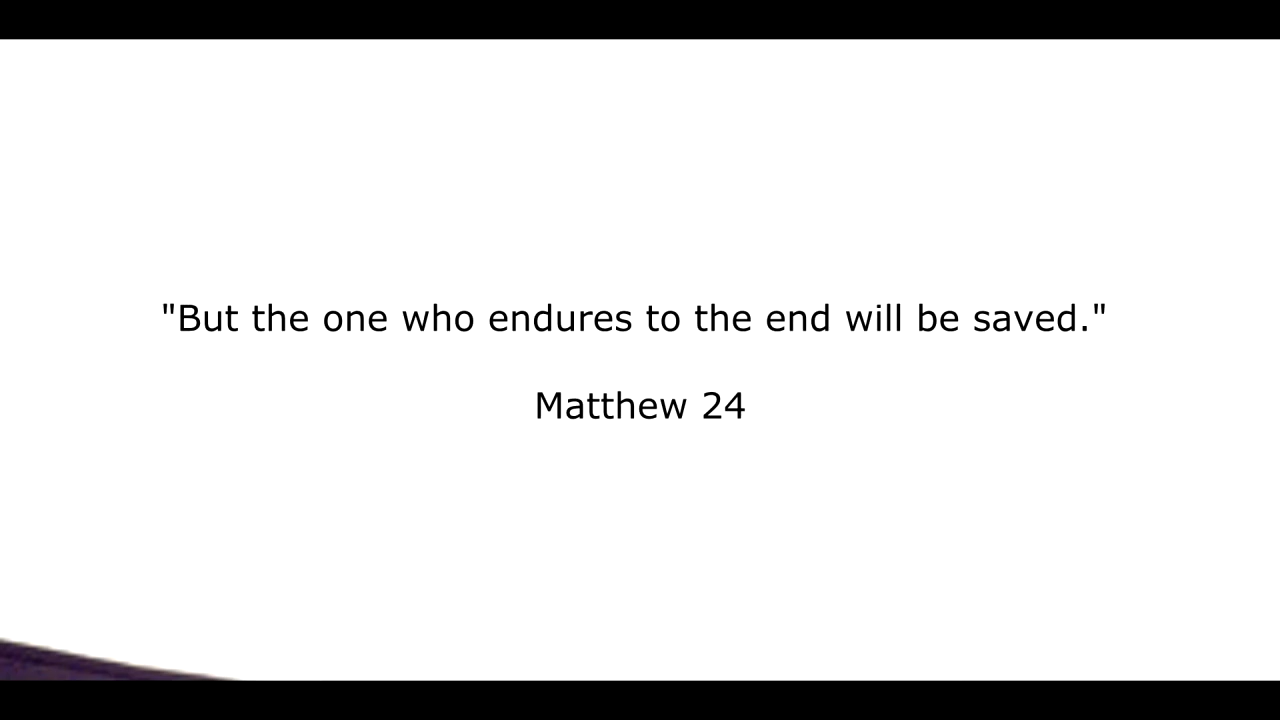 "But the one who endures to the end will be saved."
Matthew 24